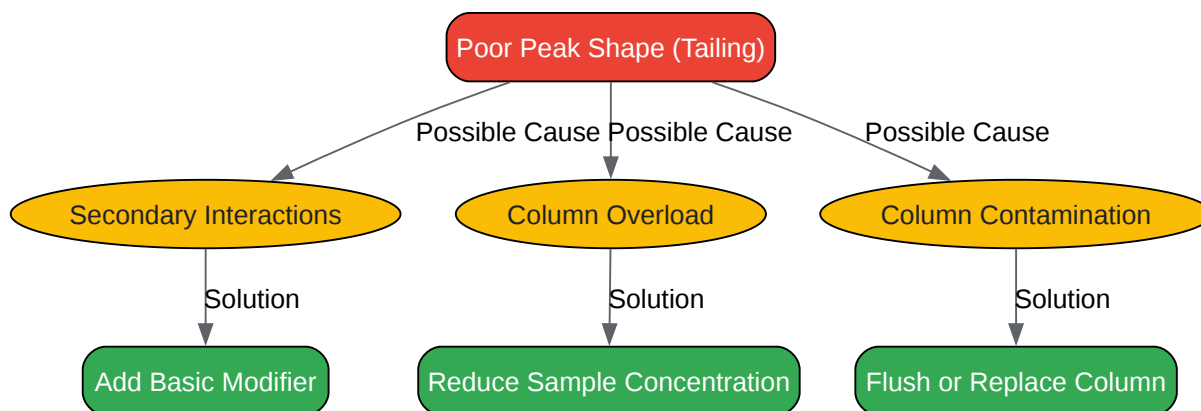 Poor Peak Shape (Tailing)
Possible Cause
Possible Cause
Possible Cause
Secondary Interactions
Column Overload
Column Contamination
Solution
Solution
Solution
Add Basic Modifier
Reduce Sample Concentration
Flush or Replace Column